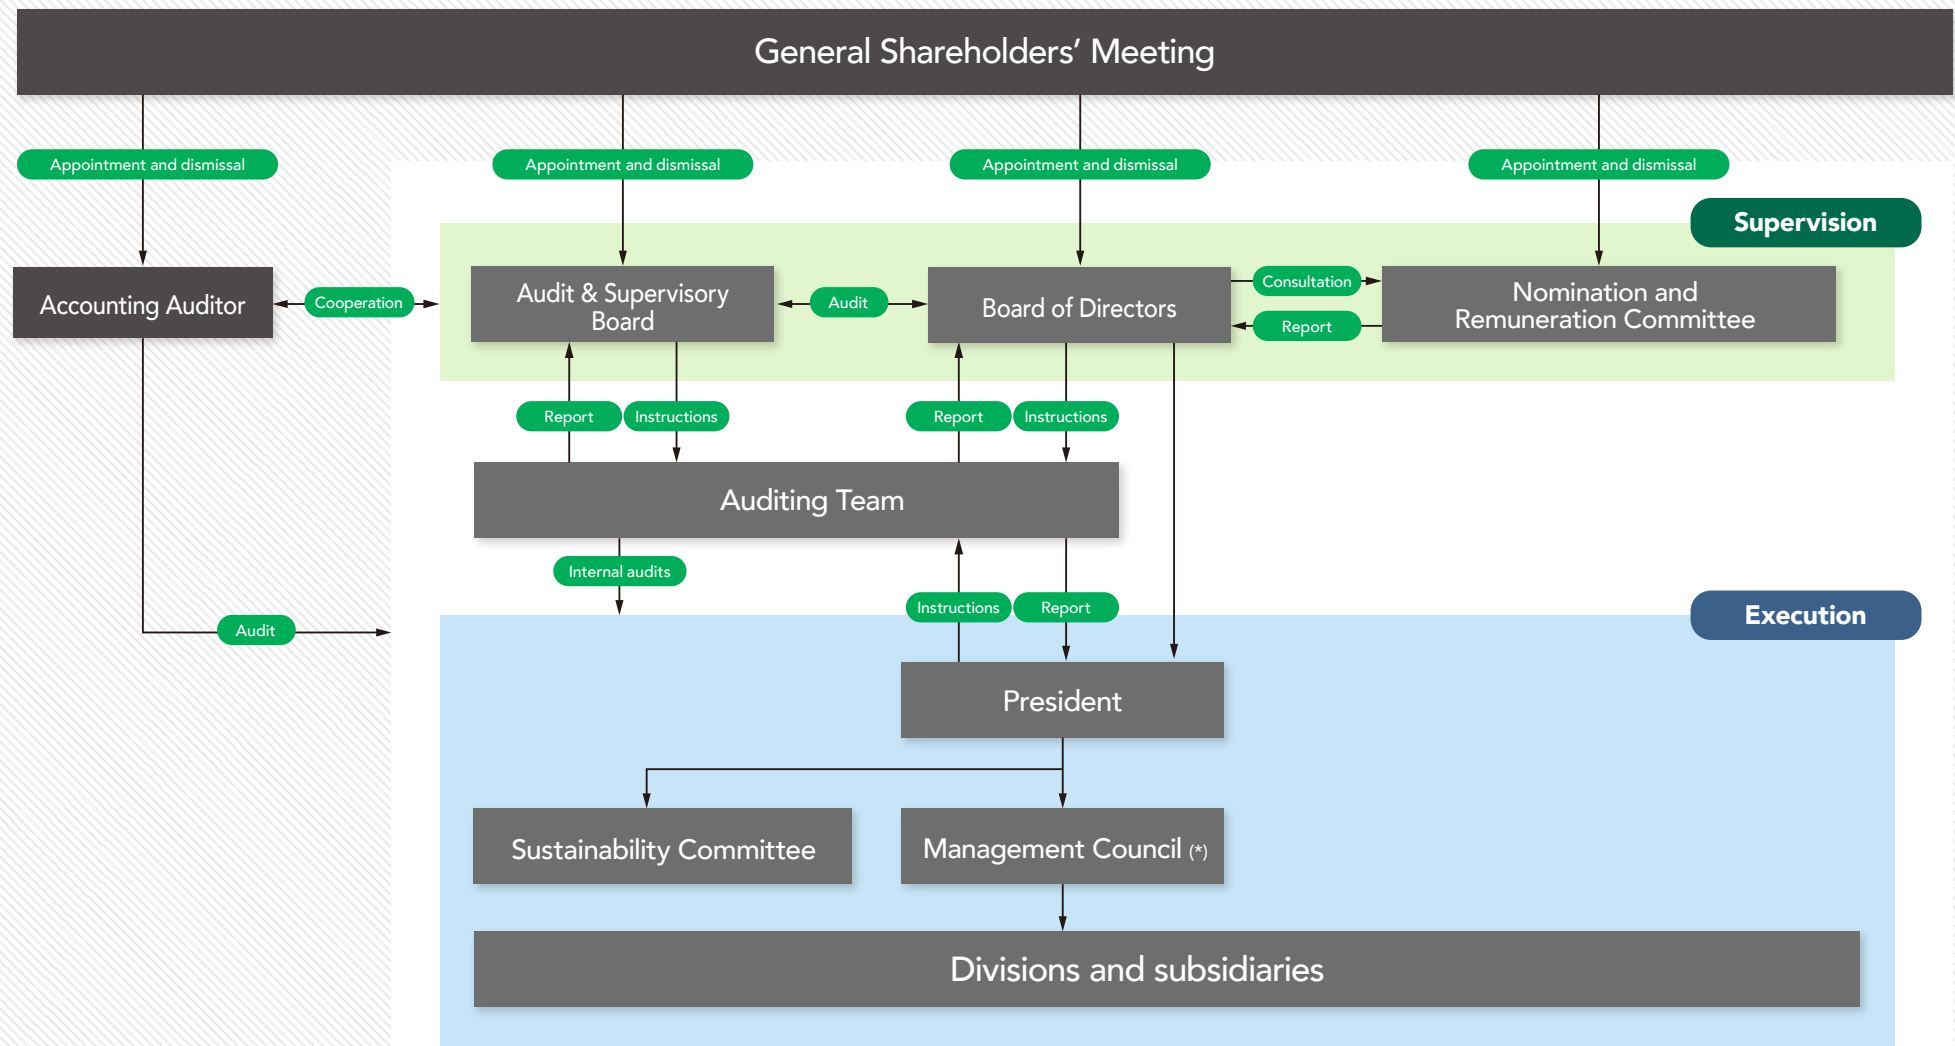 General Shareholders’ Meeting
Appointment and dismissal
Appointment and dismissal
Appointment and dismissal
Appointment and dismissal
Supervision
Accounting Auditor
Cooperation
Audit & Supervisory
Board
Audit
Board of Directors
Consultation
Report
Nomination and
Remuneration Committee
Report
Instructions
Report
Instructions
Auditing Team
Internal audits
Instructions
Report
Audit
Execution
President
Sustainability Committee
Management Council (*)
Divisions and subsidiaries